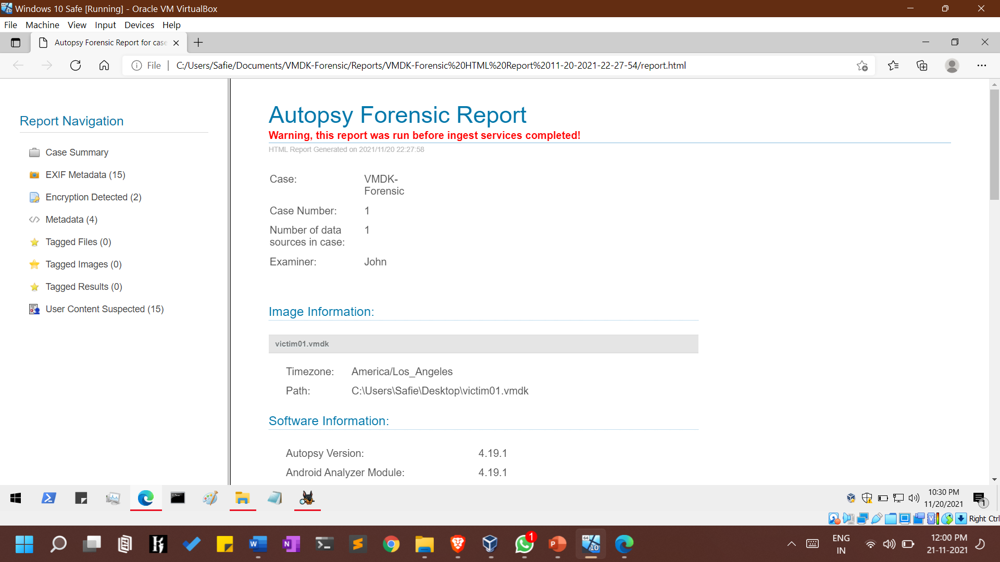 Windows 10 Safe [Running] - Oracle VM VirtualBox
File Machine View Input Devices Help
Autopsy Forensic Report for case
File | C:/Users/Safie/Documents/VMDK-Forensic/Reports/VMDK-Forensic%20HTML%20Report%2011-20-2021-22-27-54/report.html
Report Navigation
Case Summary
EXIF Metadata (15)
Encryption Detected (2)
Metadata (4)
Tagged Files (0)
Tagged Images (0)
Tagged Results (0)
User Content Suspected (15)
Autopsy Forensic Report
Warning, this report was run before ingest services completed!
HTML Report Generated on 2021/11/20 22:27:58
Case: VMDK-
Forensic
Case Number: 1
Number of data 1
sources in case:
Examiner: John
Image Information:
victim01.vmdk
Timezone: America/Los_Angeles
Path: C:\Users\Safie\Desktop\victim01.vmdk
Software Information:
Autopsy Version: 4.19.1
Android Analyzer Module: 4.19.1
10:30 PM
11/20/2021
1
Right Ctrl
1
64
10
ENG
IN
12:00 PM
21-11-2021